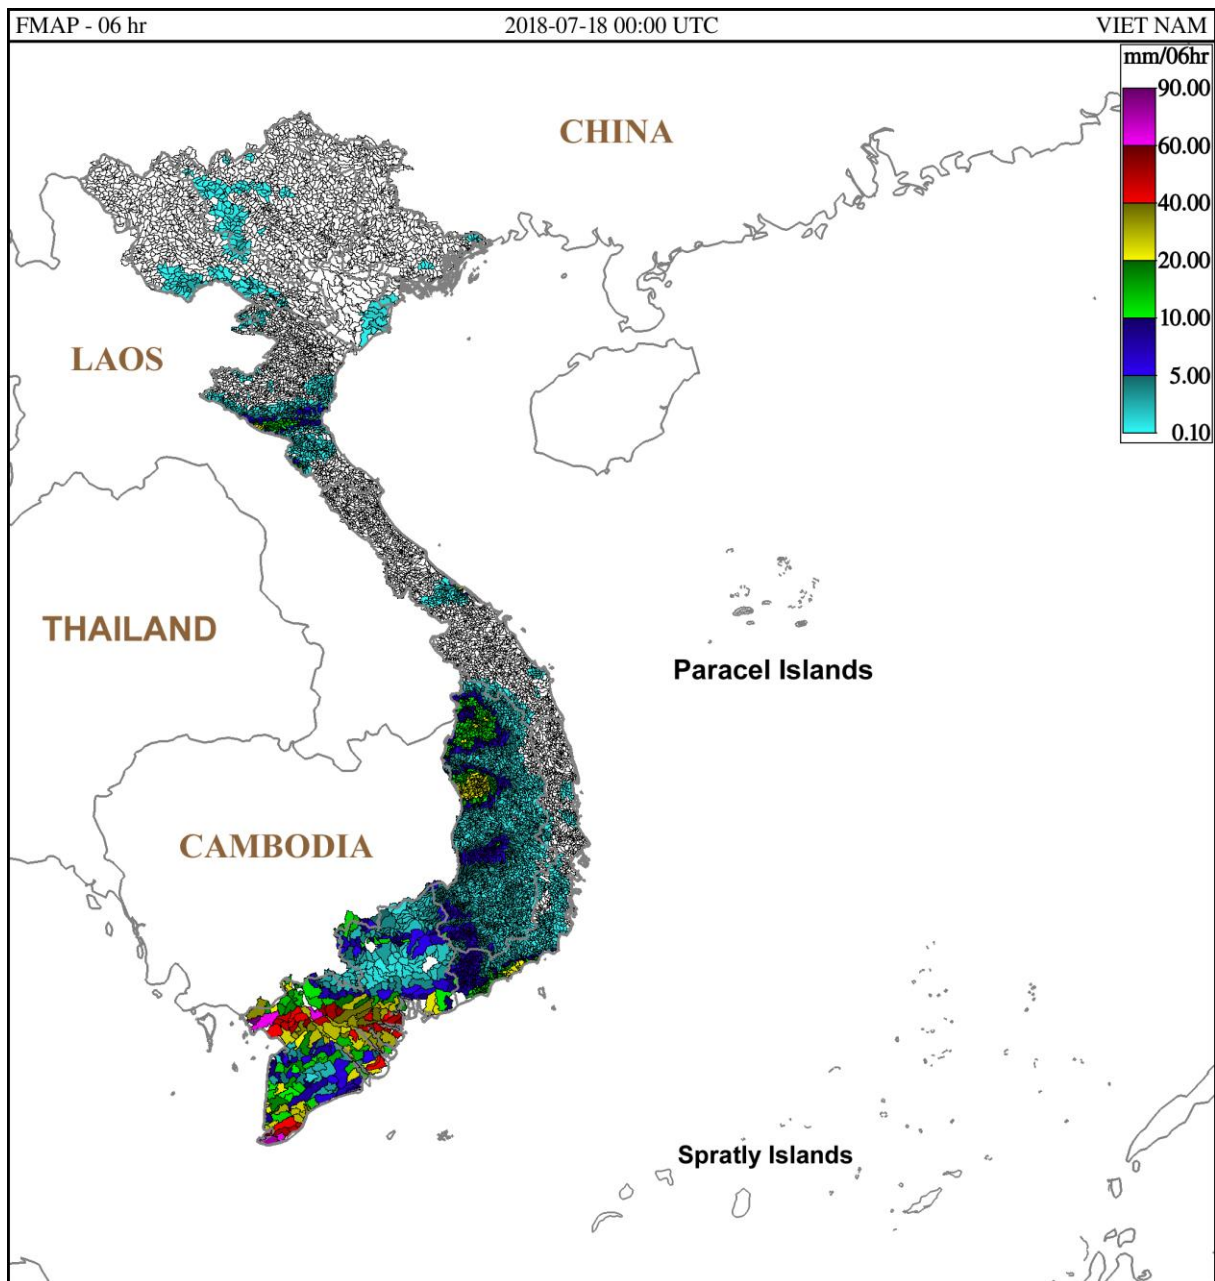 FMAP - 06 hr 2018-07-18 00:00 UTC VIET NAM
mm/06hr
90.00
60.00
40.00
20.00
10.00
5.00
0.10
CHINA
LAOS
THAILAND
Paracel Islands
CAMBODIA
Spratly Islands